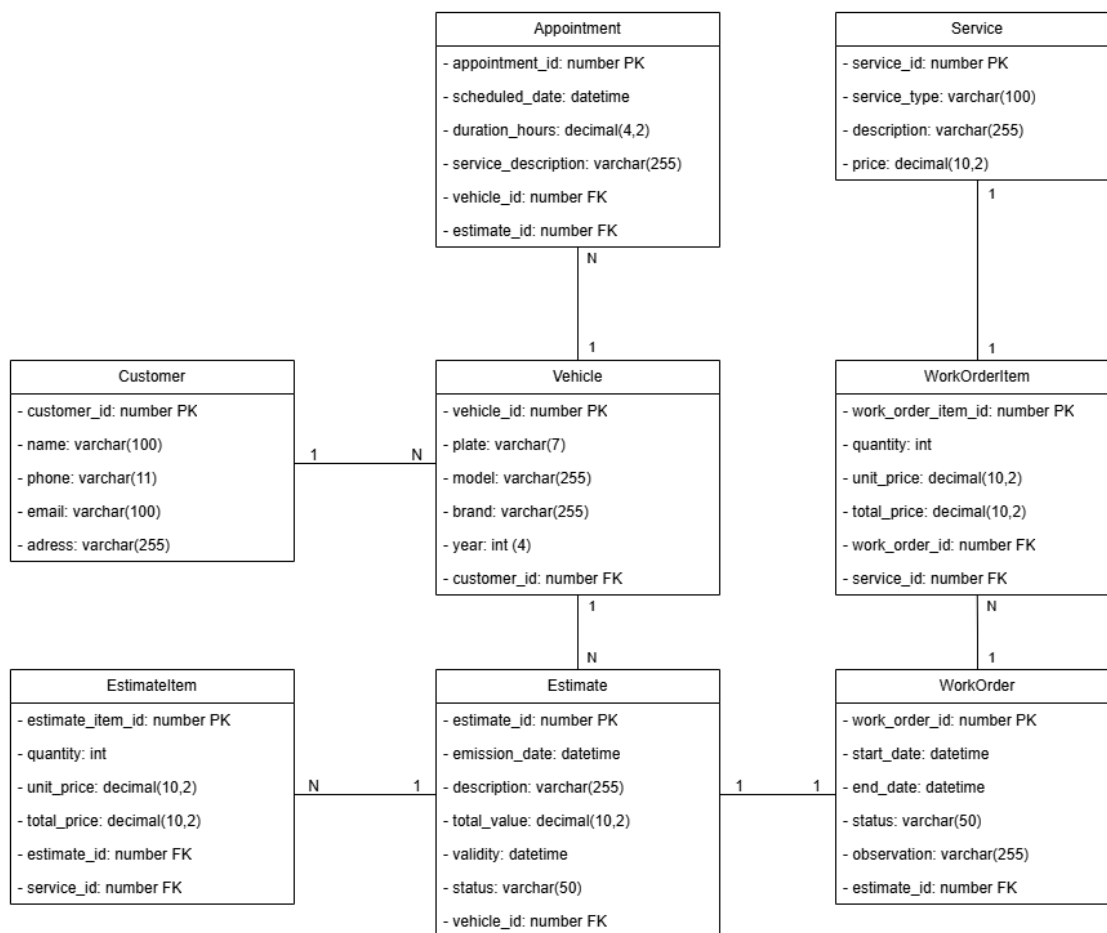 Appointment
- appointment_id: number PK
- scheduled_date: datetime
- duration_hours: decimal(4,2)
- service_description: varchar(255)
- vehicle_id: number FK
- estimate_id: number FK
N
1
Service
- service_id: number PK
- service_type: varchar(100)
- description: varchar(255)
- price: decimal(10,2)
1
1
Customer
- customer_id: number PK
- name: varchar(100)
- phone: varchar(11)
- email: varchar(100)
- adress: varchar(255)
1
N
Vehicle
- vehicle_id: number PK
- plate: varchar(7)
- model: varchar(255)
- brand: varchar(255)
- year: int (4)
- customer_id: number FK
1
N
WorkOrderItem
- work_order_item_id: number PK
- quantity: int
- unit_price: decimal(10,2)
- total_price: decimal(10,2)
- work_order_id: number FK
- service_id: number FK
N
1
EstimateItem
- estimate_item_id: number PK
- quantity: int
- unit_price: decimal(10,2)
- total_price: decimal(10,2)
- estimate_id: number FK
- service_id: number FK
N
1
Estimate
- estimate_id: number PK
- emission_date: datetime
- description: varchar(255)
- total_value: decimal(10,2)
- validity: datetime
- status: varchar(50)
- vehicle_id: number FK
1
1
WorkOrder
- work_order_id: number PK
- start_date: datetime
- end_date: datetime
- status: varchar(50)
- observation: varchar(255)
- estimate_id: number FK